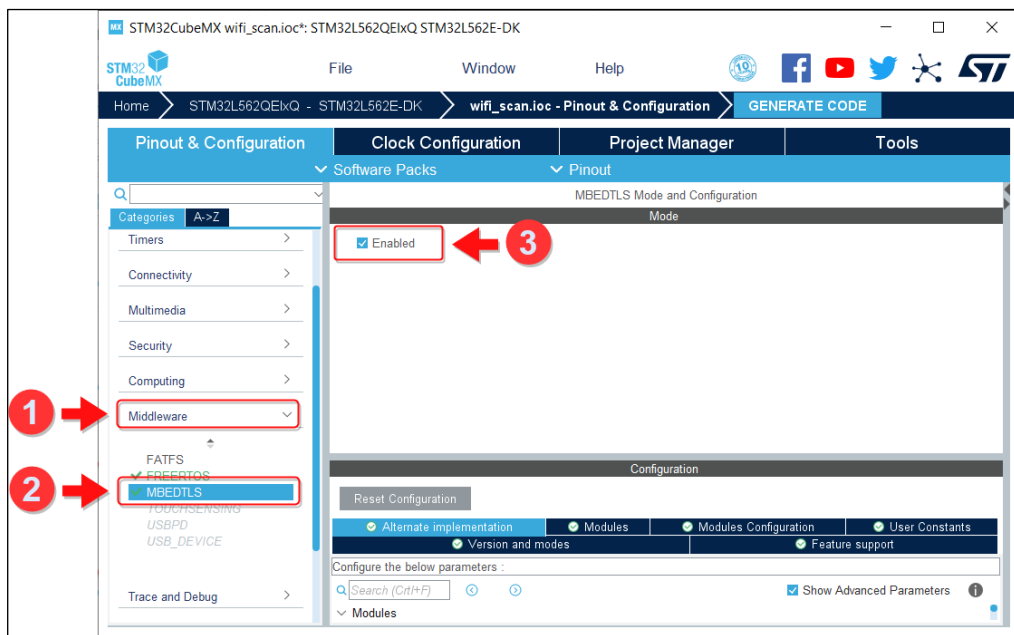 MX STM32CubeMX wifi_scan.ioc*: STM32L562QEIxQ STM32L562E-DK
STM32 CubeMX
File Window Help
10
Home STM32L562QEIxQ - STM32L562E-DK wifi_scan.ioc - Pinout & Configuration GENERATE CODE
Pinout & Configuration Clock Configuration Project Manager Tools
Software Packs Pinout
MBEDTLS Mode and Configuration
Categories A->Z
Mode
Timers
Enabled 3
Connectivity
Multimedia
Security
Computing
1 Middleware
FATFS
FREERTOS
2 MBEDTLS
TOUCHSENSING
USBPD
USB_DEVICE
Trace and Debug
Configuration
Reset Configuration
Alternate implementation Modules Modules Configuration User Constants
Version and modes Feature support
Configure the below parameters :
Search (Crtl+F) Show Advanced Parameters
Modules